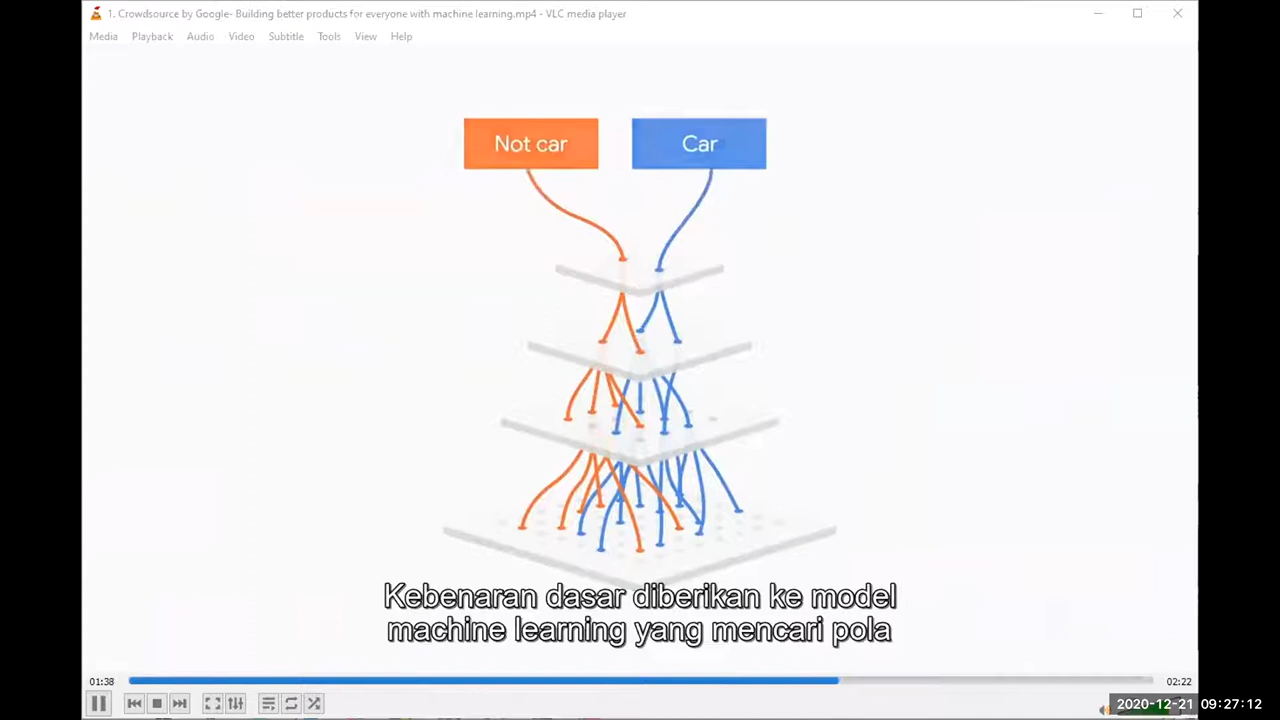 1. Crowdsource by Google- Building better products for everyone with machine learning.mp4 - VLC media player
Media Playback Audio Video Subtitle Tools View Help
Not car
Car
Kebenaran dasar diberikan ke model
machine learning yang mencari pola
01:38
02:22
2020-12-21 09:27:12